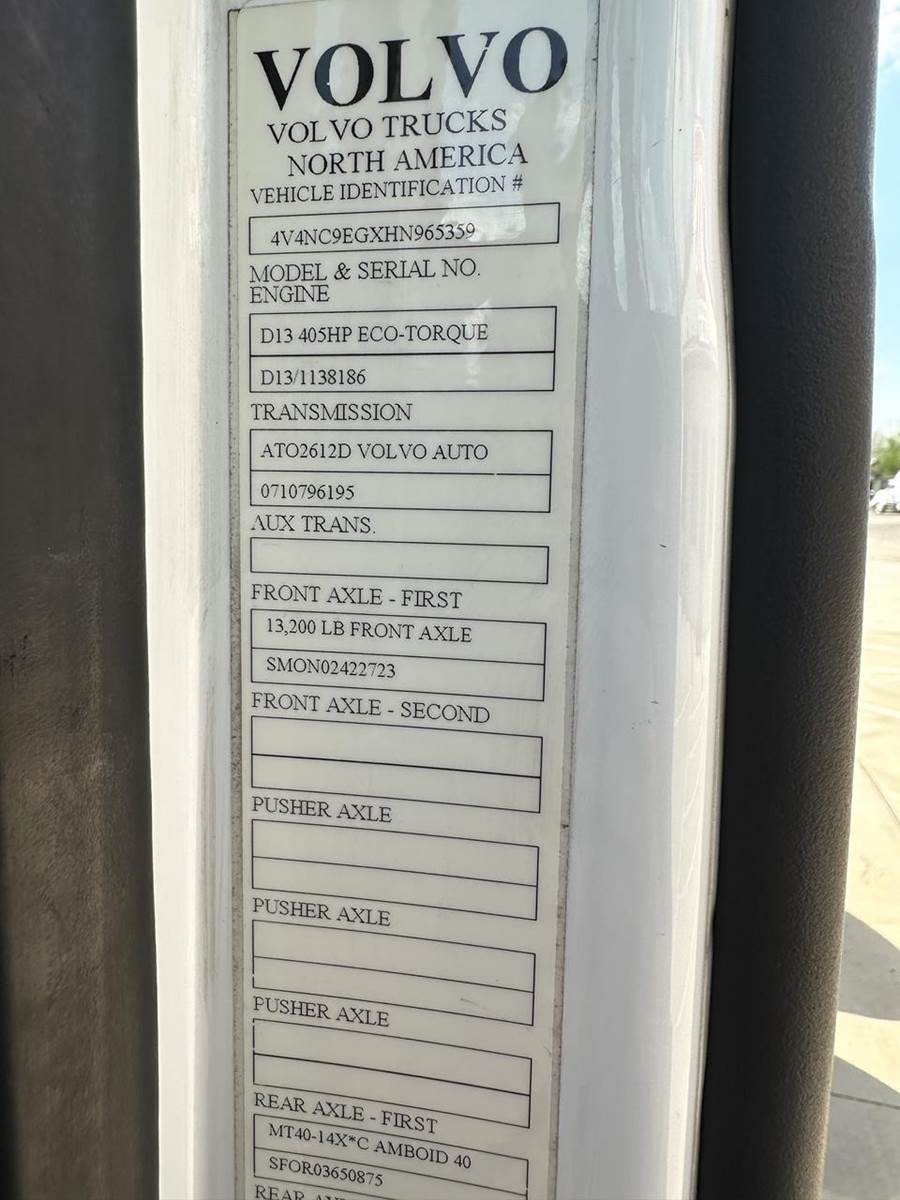 VOLVO
VOLVO TRUCKS
NORTH AMERICA
VEHICLE IDENTIFICATION #
4V4NC9EGXHN965359
MODEL & SERIAL NO.
ENGINE
D13 405HP ECO-TORQUE
D13/1138186
TRANSMISSION
ATO2612D VOLVO AUTO
0710796195
AUX TRANS.
FRONT AXLE - FIRST
13,200 LB FRONT AXLE
SMON02422723
FRONT AXLE - SECOND
PUSHER AXLE
PUSHER AXLE
PUSHER AXLE
REAR AXLE - FIRST
MT40-14X*C AMBOID 40
SFOR03650875
REAR